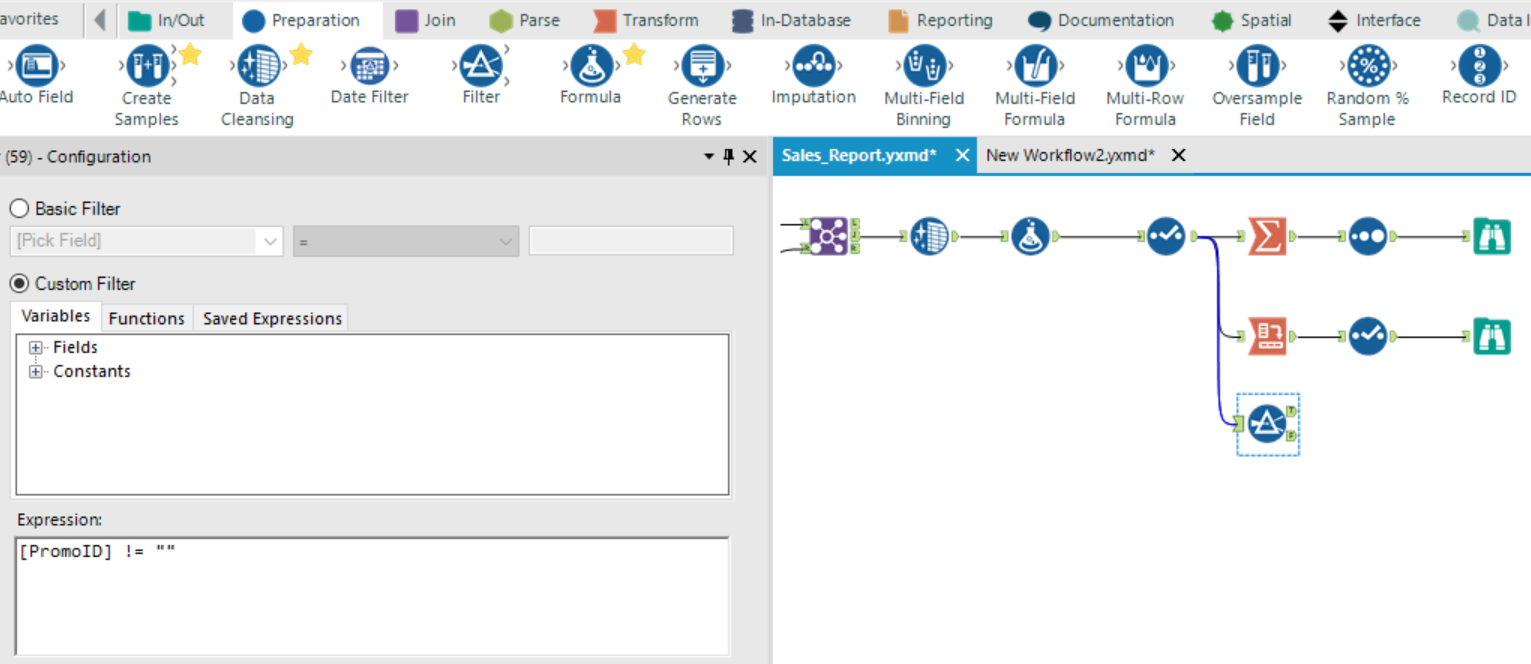 avorites In/Out Preparation Join Parse Transform In-Database Reporting Documentation Spatial Interface Data I
Auto Field Create Samples Data Cleansing Date Filter Filter Formula Generate Rows Imputation Multi-Field Binning Multi-Field Formula Multi-Row Formula Oversample Field Random % Sample Record ID
(59) - Configuration
Sales_Report.yxmd* New Workflow2.yxmd*
Basic Filter
[Pick Field] =
Custom Filter
Variables Functions Saved Expressions
Fields
Constants
Expression:
[PromoID] != ""